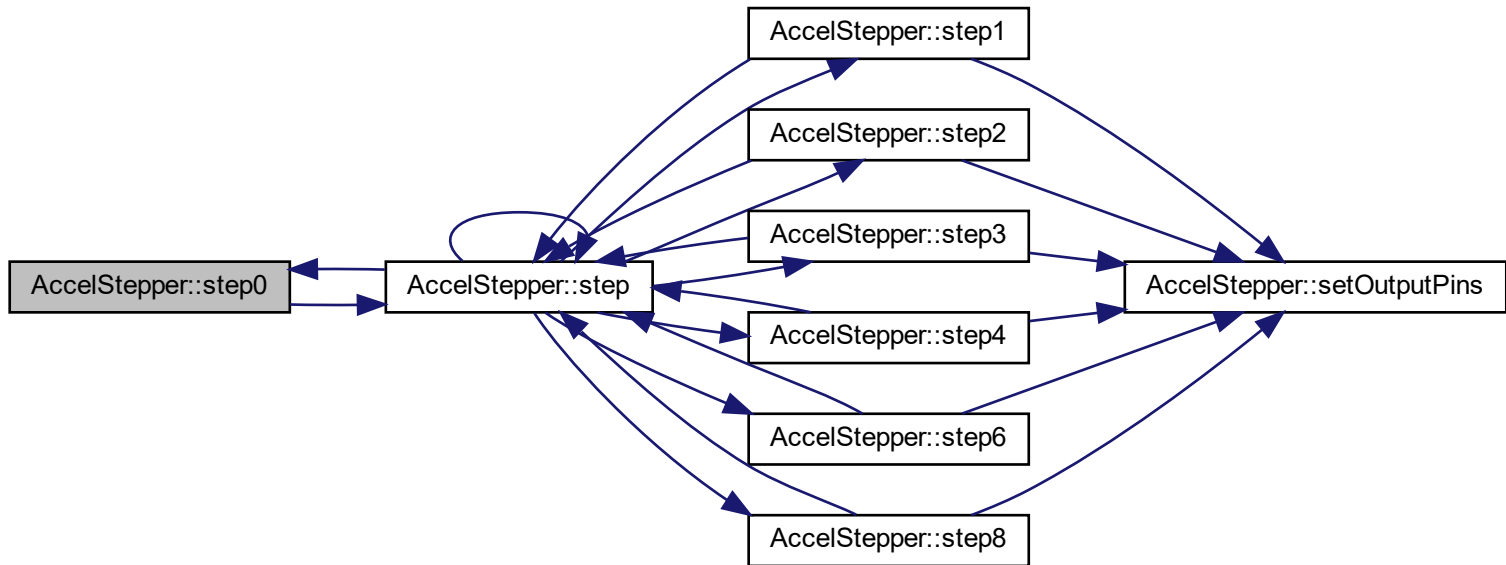 AccelStepper::step0
AccelStepper::step
AccelStepper::step1
AccelStepper::step2
AccelStepper::step3
AccelStepper::step4
AccelStepper::step6
AccelStepper::step8
AccelStepper::setOutputPins